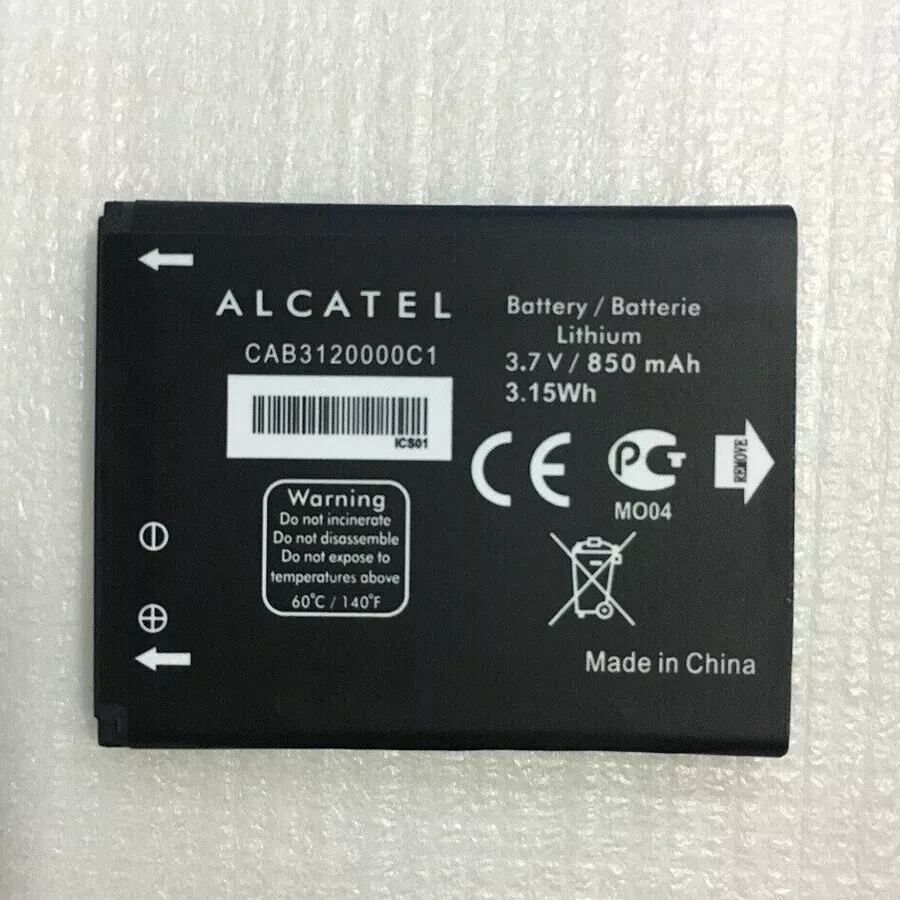 ALCATEL
CAB3120000C1
ICS01
Battery / Batterie
Lithium
3.7 V / 850 mAh
3.15Wh
CE
PCT
MO04
REMOVE
Warning
Do not incinerate
Do not disassemble
Do not expose to
temperatures above
60°C / 140°F
Made in China